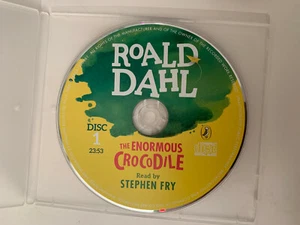 ROALD
DAHL
DISC
1
23:53
THE ENORMOUS
CROCODILE
Read by
STEPHEN FRY